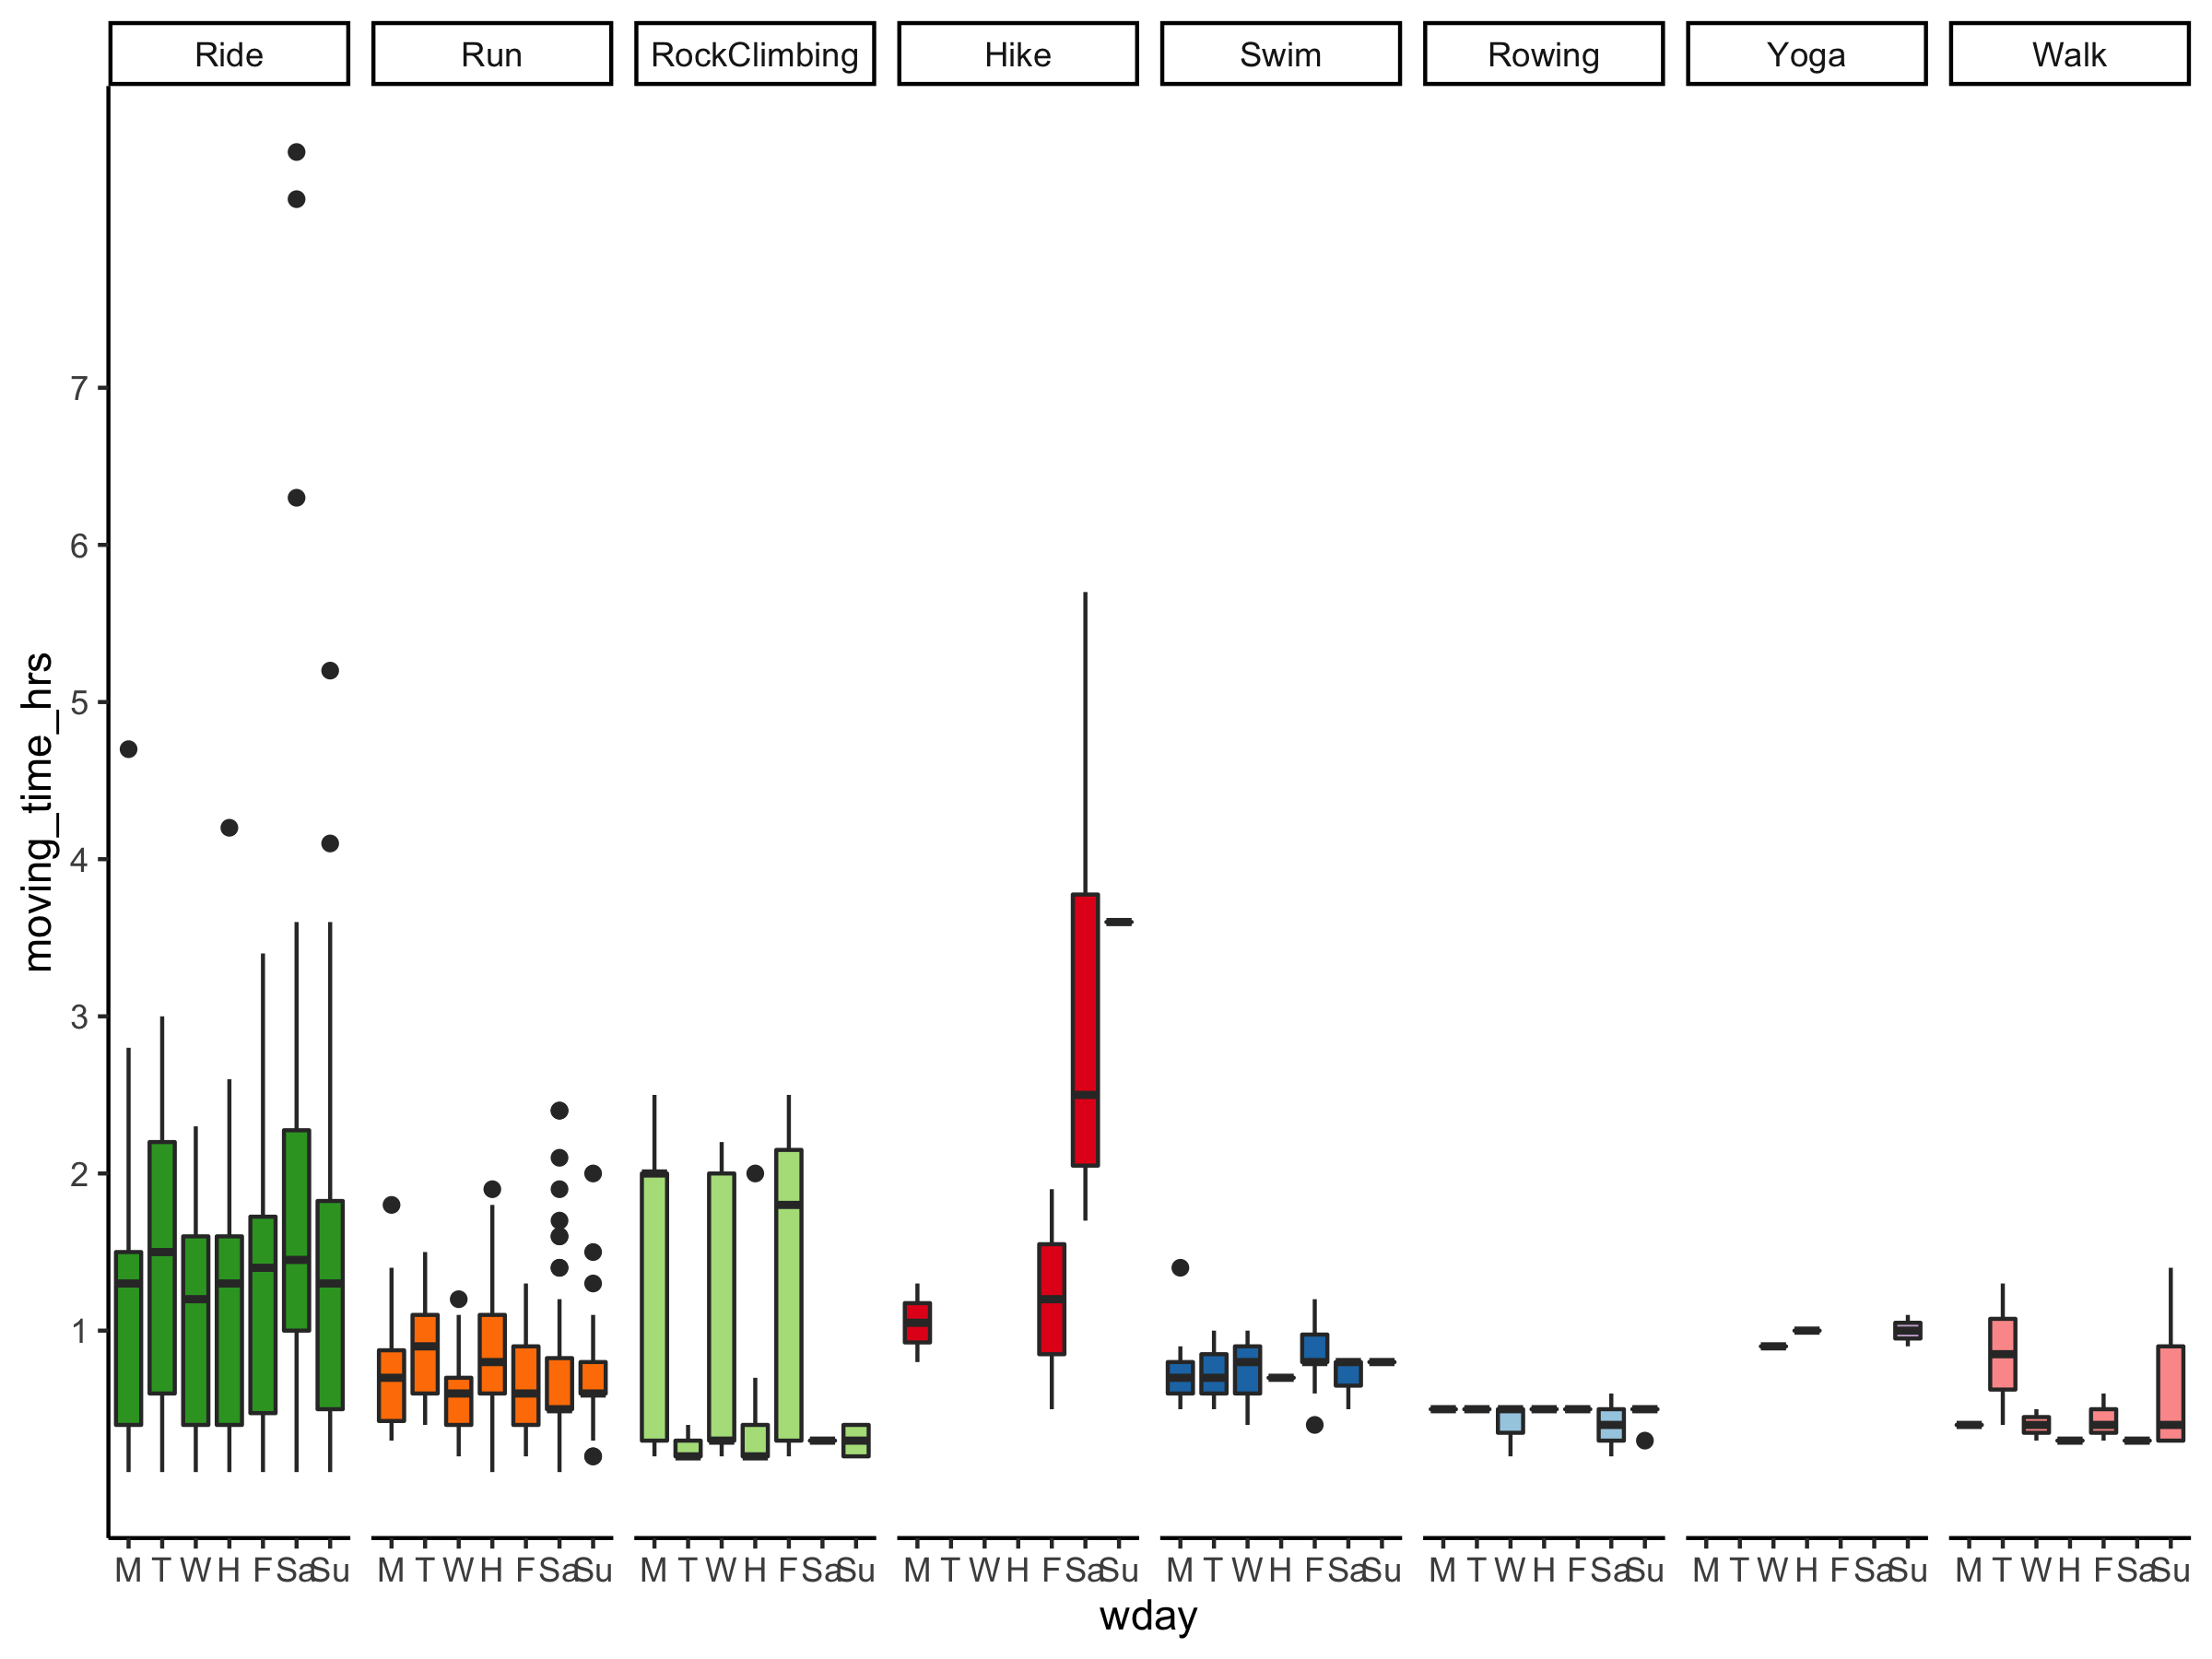 Ride Run RockClimbing Hike Swim Rowing Yoga Walk
moving_time_hrs
7
6
5
4
3
2
1
M T W H F Sa Su M T W H F Sa Su M T W H F Sa Su M T W H F Sa Su M T W H F Sa Su M T W H F Sa Su M T W H F Sa Su M T W H F Sa Su
wday